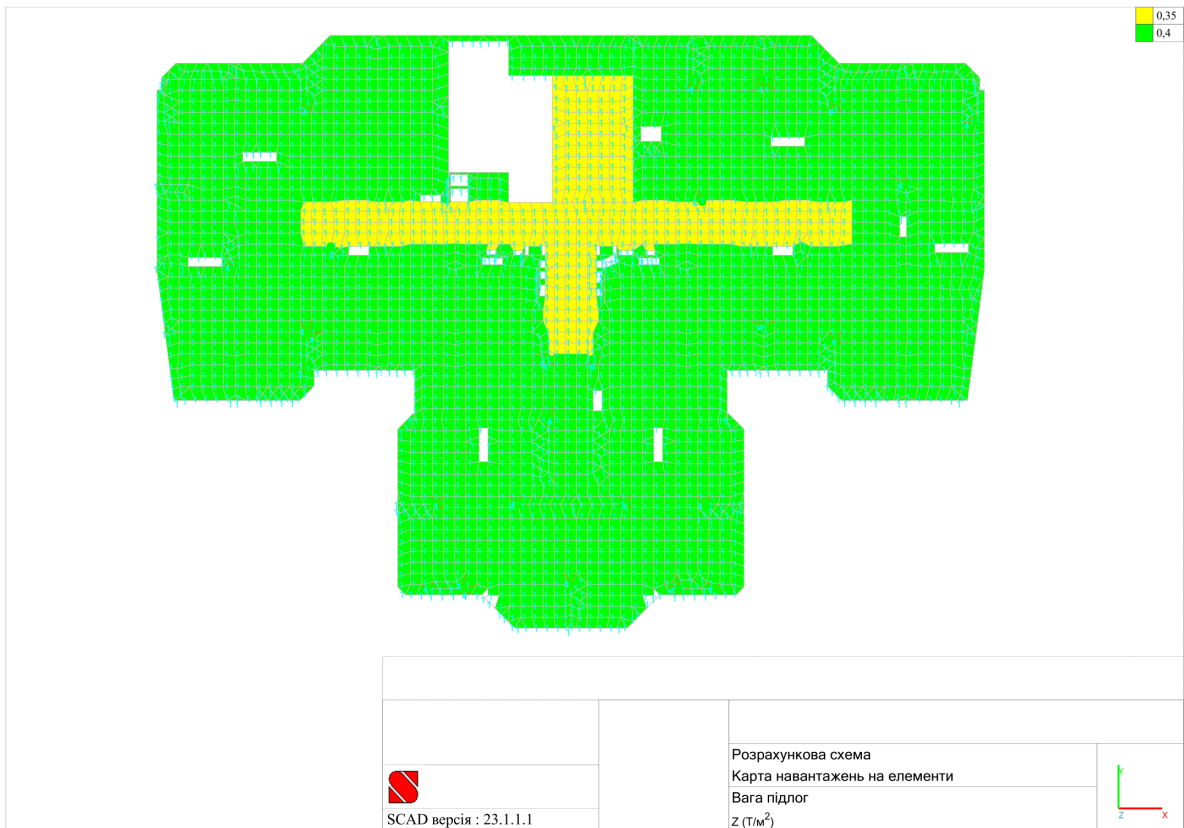 0,35
0,4
Розрахункова схема
Карта навантажень на елементи
Вага підлог
Z (Т/м²)
SCAD версія : 23.1.1.1
Y
Z
X